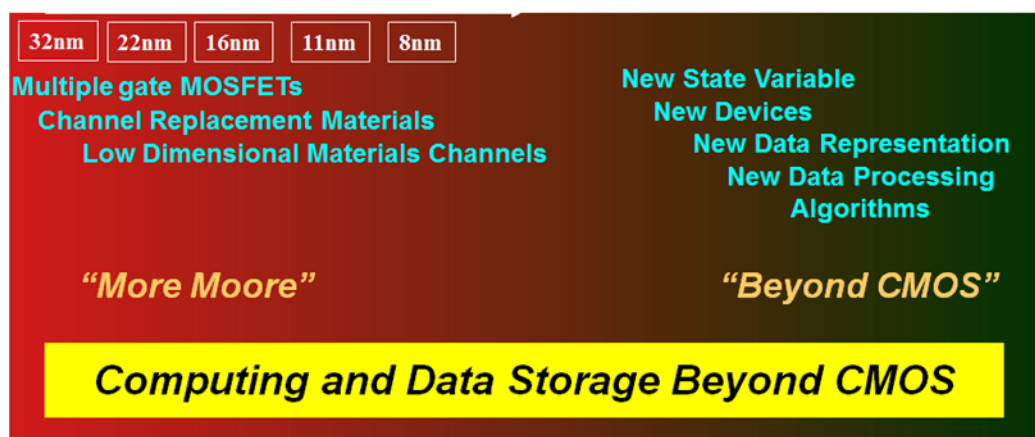 32nm 22nm 16nm 11nm 8nm
Multiple gate MOSFETs
Channel Replacement Materials
Low Dimensional Materials Channels
New State Variable
New Devices
New Data Representation
New Data Processing
Algorithms
“More Moore”
“Beyond CMOS”
Computing and Data Storage Beyond CMOS